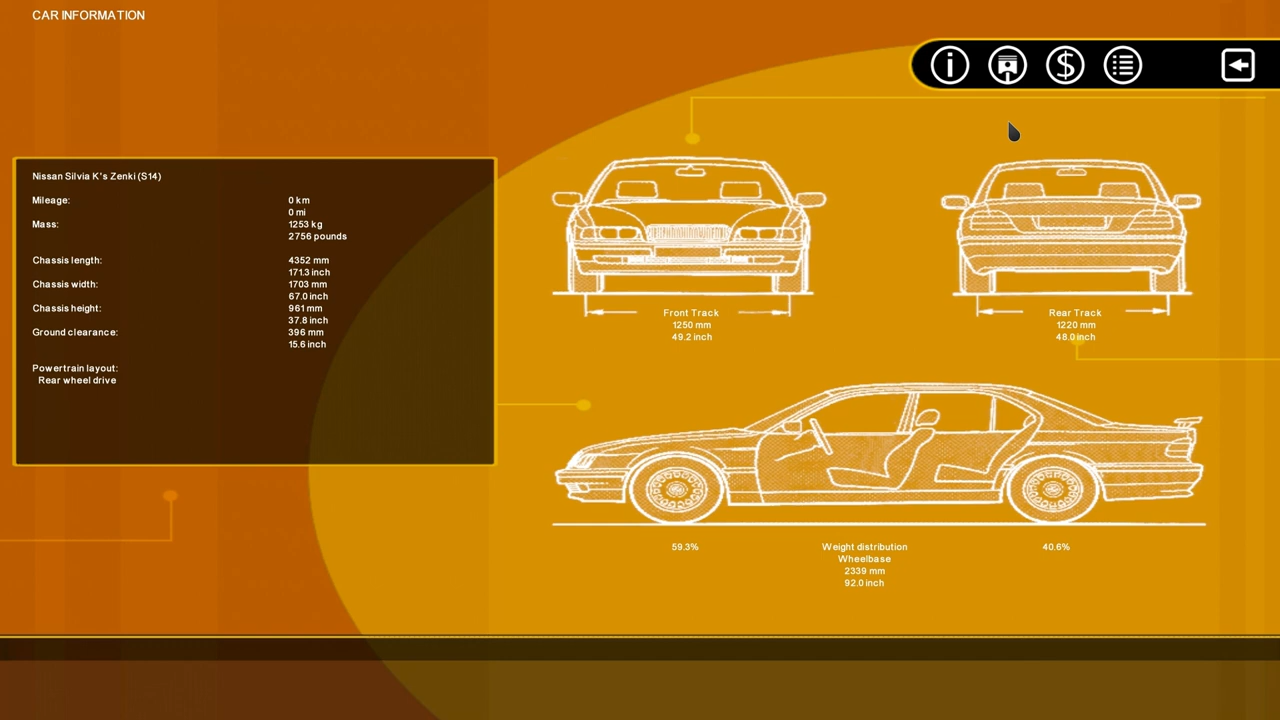 CAR INFORMATION
Nissan Silvia K's Zenki (S14)
Mileage: 0 km
0 mi
Mass: 1253 kg
2756 pounds
Chassis length: 4352 mm
171.3 inch
Chassis width: 1703 mm
67.0 inch
Chassis height: 961 mm
37.8 inch
Ground clearance: 396 mm
15.6 inch
Powertrain layout:
Rear wheel drive
Front Track
1250 mm
49.2 inch
Rear Track
1220 mm
48.0 inch
59.3% Weight distribution 40.6%
Wheelbase
2339 mm
92.0 inch